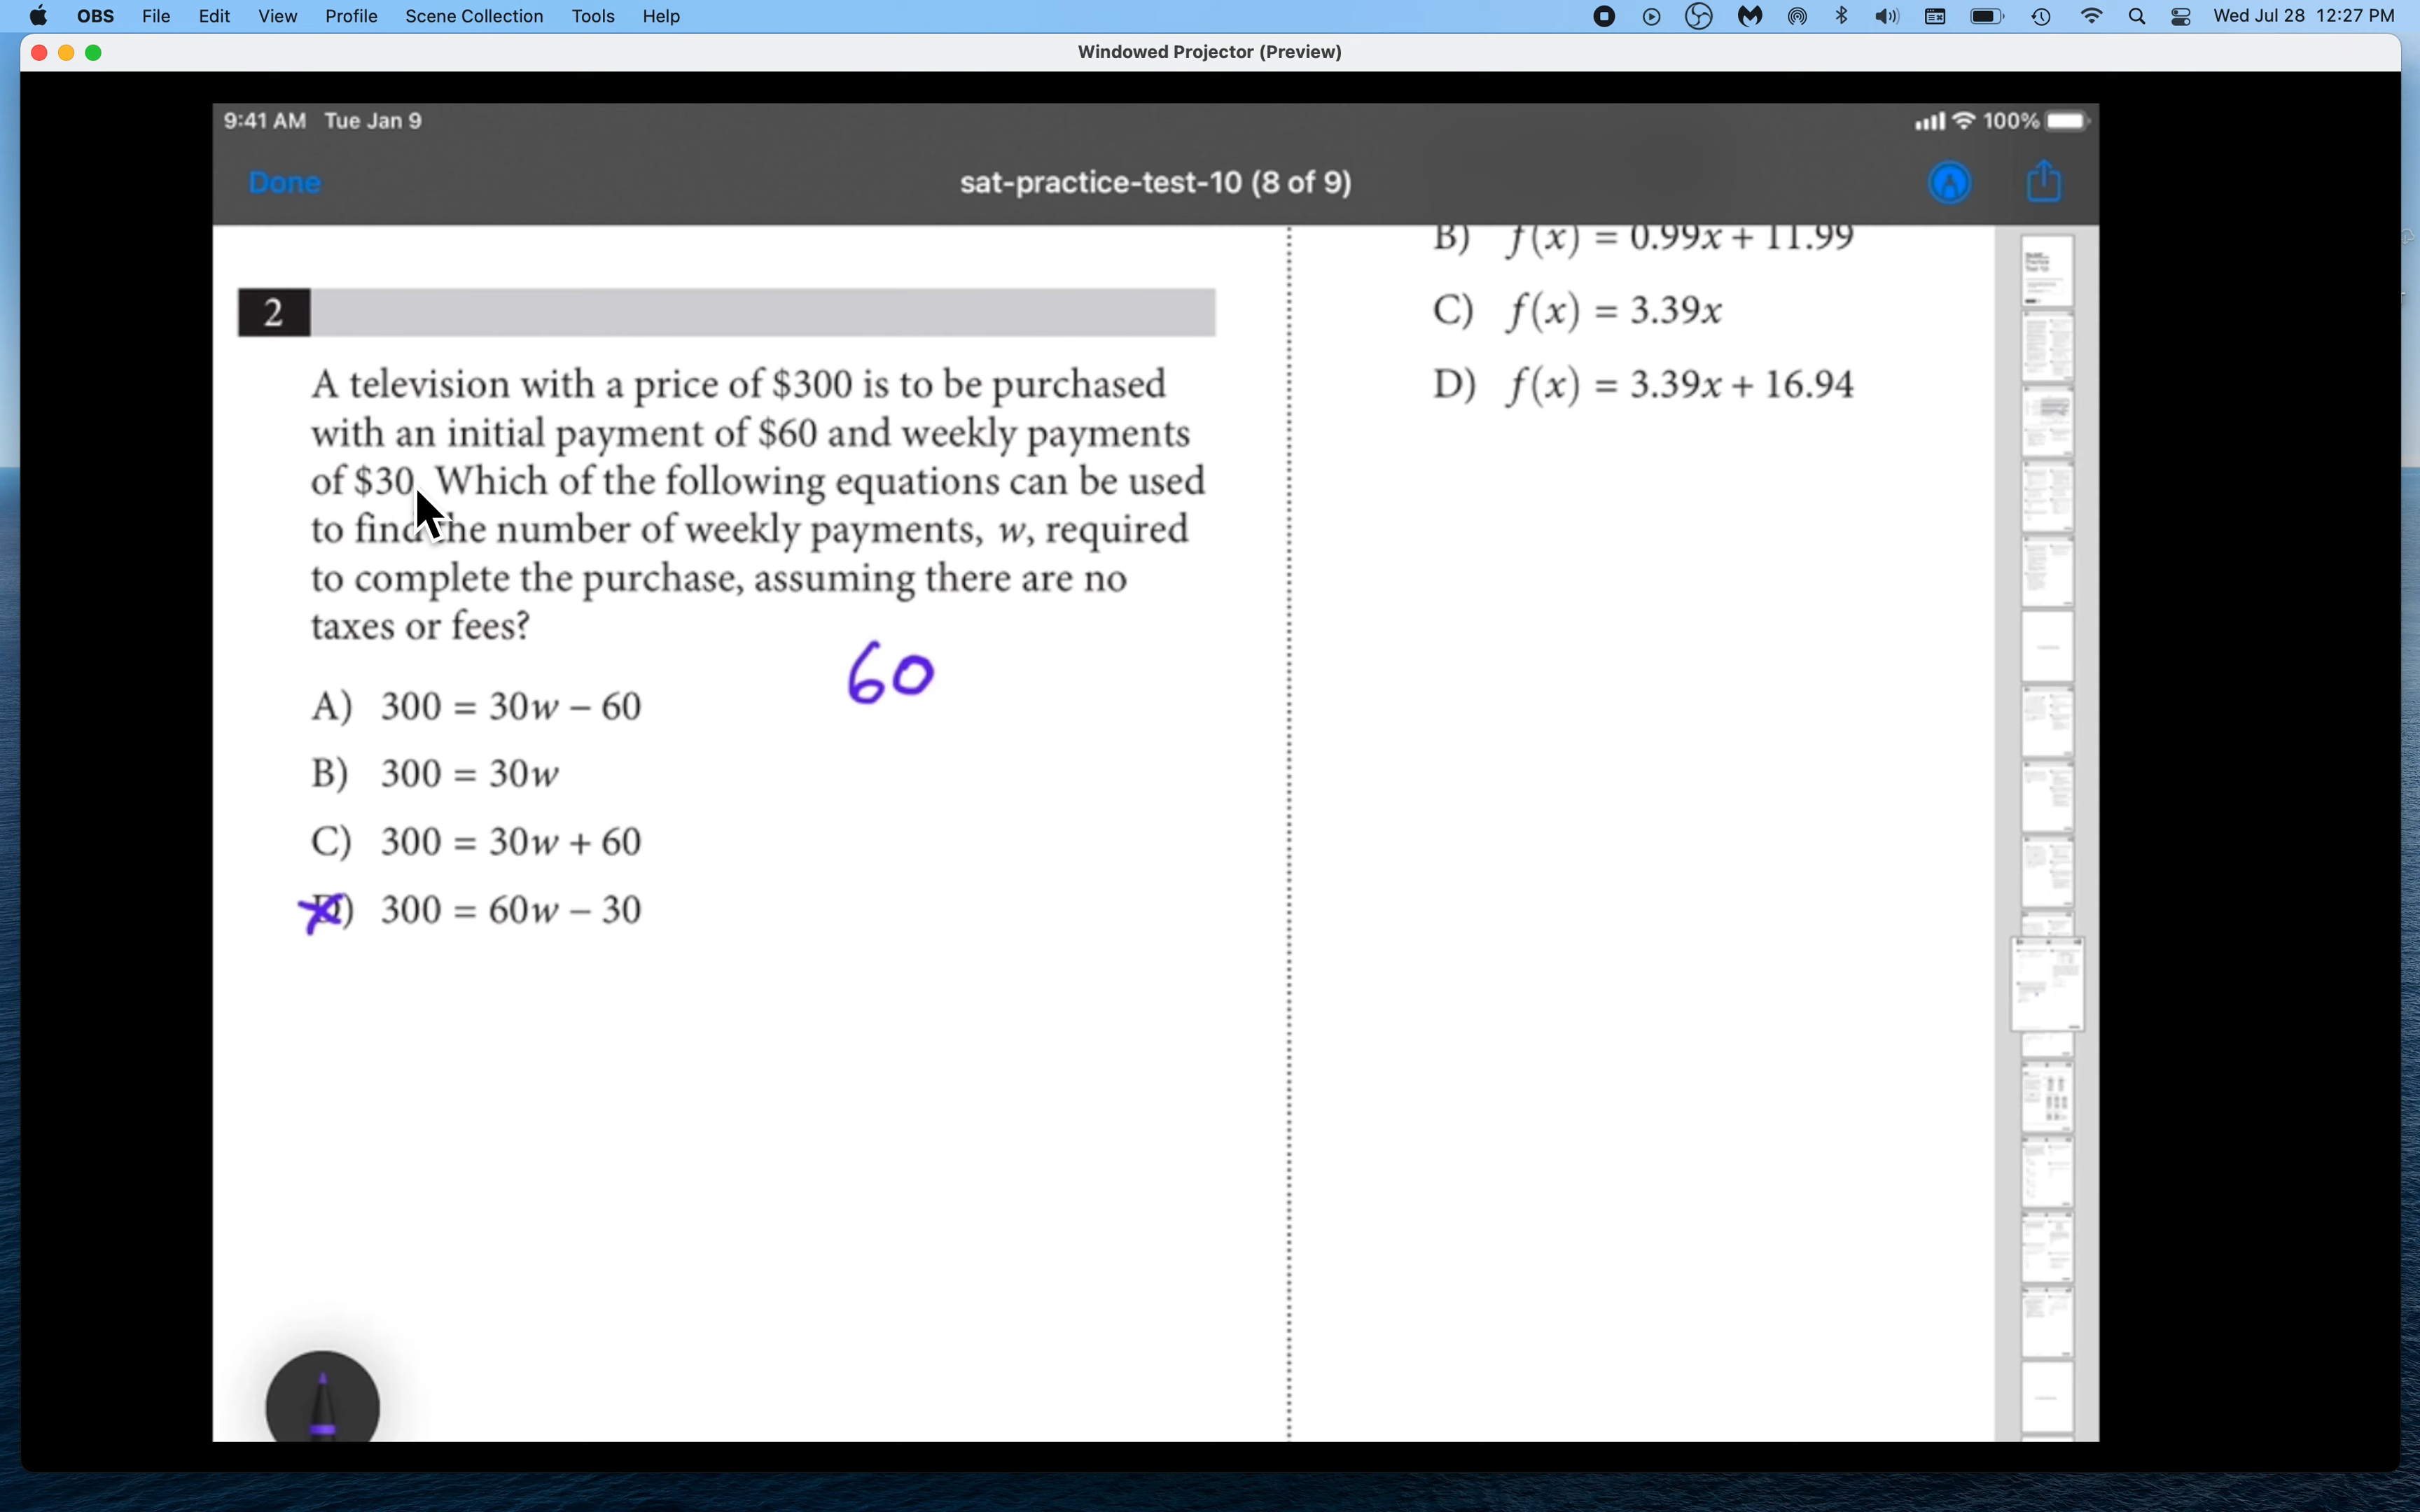 OBS File Edit View Profile Scene Collection Tools Help Wed Jul 28 12:27 PM
Windowed Projector (Preview)
9:41 AM Tue Jan 9 100%
Done sat-practice-test-10 (8 of 9)
2
A television with a price of $300 is to be purchased
with an initial payment of $60 and weekly payments
of $30. Which of the following equations can be used
to find the number of weekly payments, w, required
to complete the purchase, assuming there are no
taxes or fees?
60
A) 300 = 30w − 60
B) 300 = 30w
C) 300 = 30w + 60
D) 300 = 60w − 30
B) f(x) = 0.99x + 11.99
C) f(x) = 3.39x
D) f(x) = 3.39x + 16.94